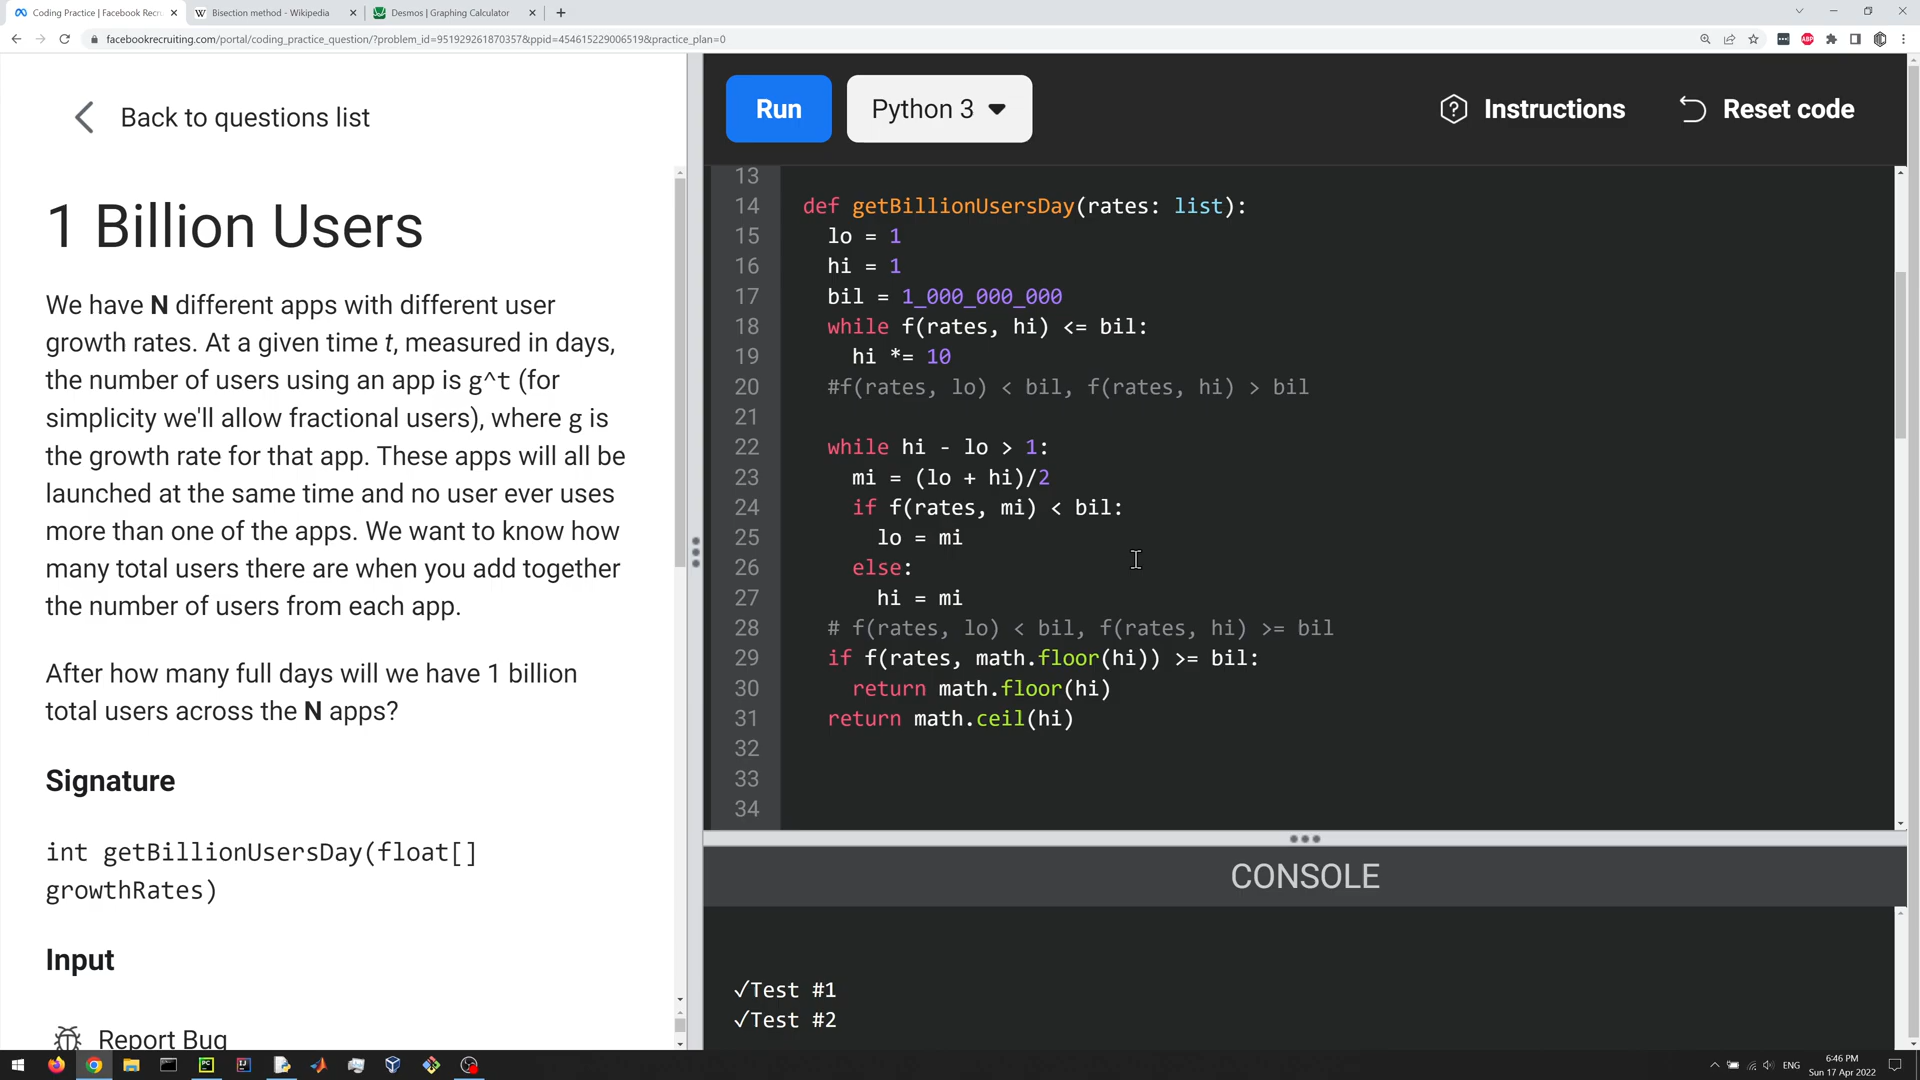 Coding Practice | Facebook Recru
Bisection method - Wikipedia
Desmos | Graphing Calculator
facebookrecruiting.com/portal/coding_practice_question/?problem_id=951929261870357&ppid=454615229006519&practice_plan=0
Back to questions list
1 Billion Users
We have N different apps with different user
growth rates. At a given time t, measured in days,
the number of users using an app is g^t (for
simplicity we'll allow fractional users), where g is
the growth rate for that app. These apps will all be
launched at the same time and no user ever uses
more than one of the apps. We want to know how
many total users there are when you add together
the number of users from each app.
After how many full days will we have 1 billion
total users across the N apps?
Signature
int getBillionUsersDay(float[]
growthRates)
Input
Report Bug
Run
Python 3
Instructions
Reset code
13
14 def getBillionUsersDay(rates: list):
15   lo = 1
16   hi = 1
17   bil = 1_000_000_000
18   while f(rates, hi) <= bil:
19     hi *= 10
20   #f(rates, lo) < bil, f(rates, hi) > bil
21
22   while hi - lo > 1:
23     mi = (lo + hi)/2
24     if f(rates, mi) < bil:
25       lo = mi
26     else:
27       hi = mi
28   # f(rates, lo) < bil, f(rates, hi) >= bil
29   if f(rates, math.floor(hi)) >= bil:
30     return math.floor(hi)
31   return math.ceil(hi)
32
33
34
CONSOLE
✓Test #1
✓Test #2
ENG
6:46 PM
Sun 17 Apr 2022